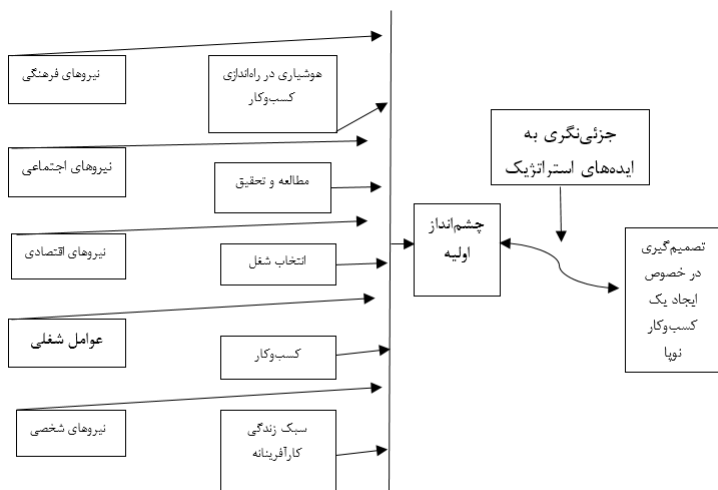 نیروهای فرهنگی
هوشیاری در راه‌اندازی
کسب‌وکار
نیروهای اجتماعی
مطالعه و تحقیق
نیروهای اقتصادی
انتخاب شغل
عوامل شغلی
کسب‌وکار
نیروهای شخصی
سبک زندگی
کارآفرینانه
چشم‌انداز
اولیه
جزئی‌نگری به
ایده‌های استراتژیک
تصمیم‌گیری
در خصوص
ایجاد یک
کسب‌وکار
نوپا